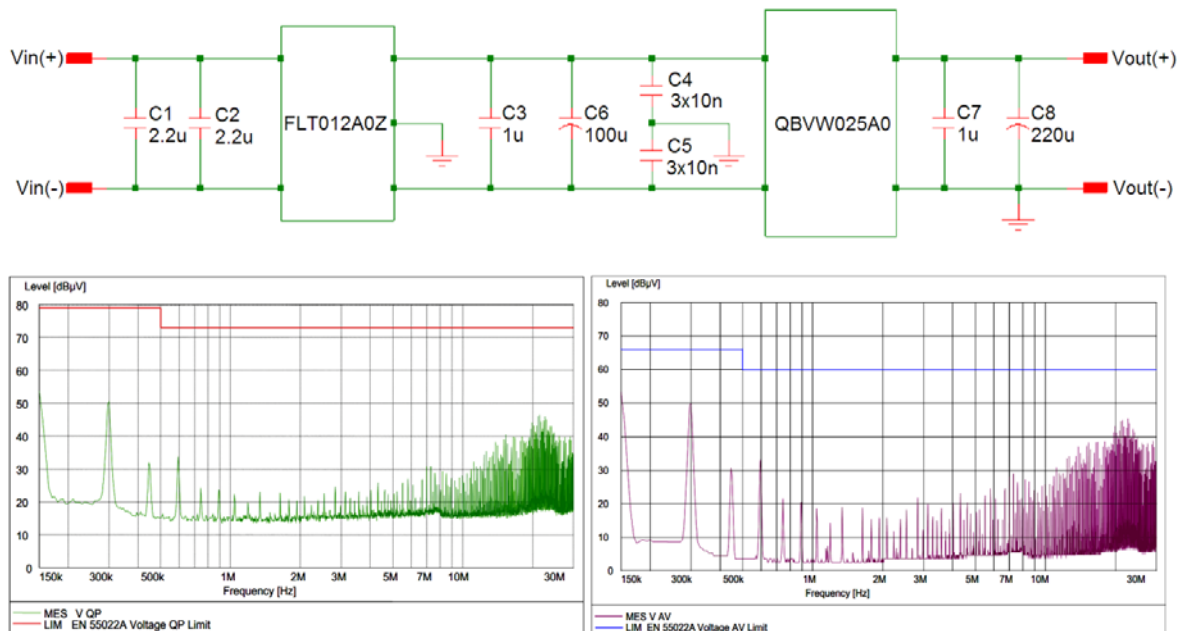 Vin(+)
Vout(+)
C1
2.2u
C2
2.2u
FLT012A0Z
C3
1u
C6
100u
C4
3x10n
C5
3x10n
QBVW025A0
C7
1u
C8
220u
Vin(-)
Vout(-)
Level [dBµV]
80
70
60
50
40
30
20
10
0
150k 300k 500k 1M 2M 3M 5M 7M 10M 30M
Frequency [Hz]
MES V QP
LIM EN 55022A Voltage QP Limit
Level [dBµV]
80
70
60
50
40
30
20
10
0
150k 300k 500k 1M 2M 3M 5M 7M 10M 30M
Frequency [Hz]
MES V AV
LIM EN 55022A Voltage AV Limit